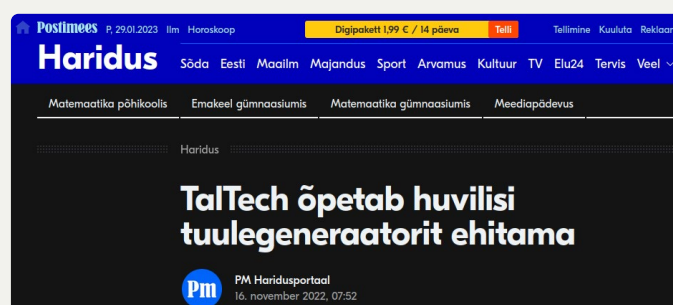 Postimees P, 29.01.2023 Ilm Horoskoop Digipakett 1,99 € / 14 päeva Telli Tellimine Kuuluta
Haridus Sõda Eesti Maailm Majandus Sport Arvamus Kultuur TV Elu24 Tervis Veel
Matemaatika põhikoolis Emakeel gümnaasiumis Matemaatika gümnaasiumis Meediapädevus
Haridus
TalTech õpetab huvilisi
tuulegeneraatorit ehitama
Pm PM Haridusportaal
16. november 2022, 07:52